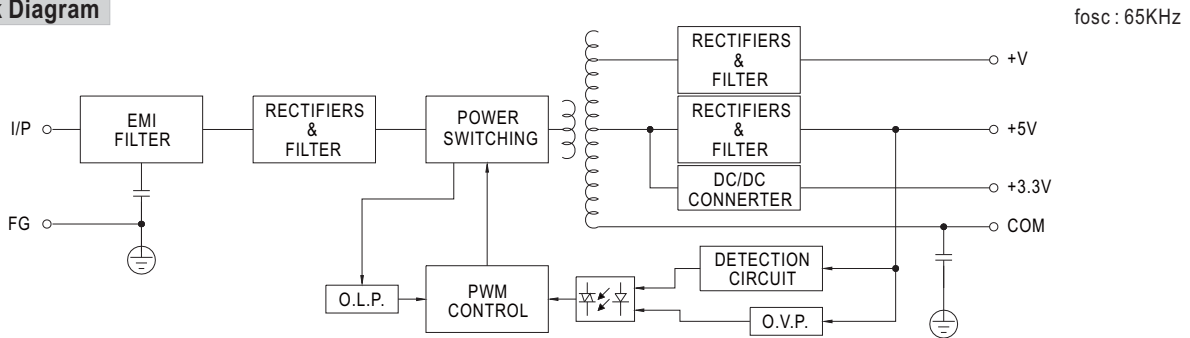 Diagram
fosc : 65KHz
RECTIFIERS
&
FILTER
+V
I/P
EMI
FILTER
RECTIFIERS
&
FILTER
POWER
SWITCHING
RECTIFIERS
&
FILTER
+5V
DC/DC
CONNERTER
+3.3V
FG
COM
DETECTION
CIRCUIT
O.L.P.
PWM
CONTROL
O.V.P.